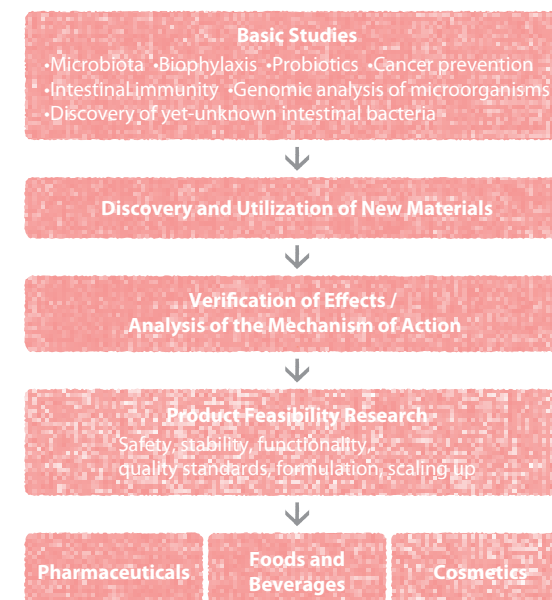 Basic Studies
•Microbiota •Biophylaxis •Probiotics •Cancer prevention
•Intestinal immunity •Genomic analysis of microorganisms
•Discovery of yet-unknown intestinal bacteria
Discovery and Utilization of New Materials
Verification of Effects /
Analysis of the Mechanism of Action
Product Feasibility Research
Safety, stability, functionality,
quality standards, formulation, scaling up
Pharmaceuticals
Foods and
Beverages
Cosmetics